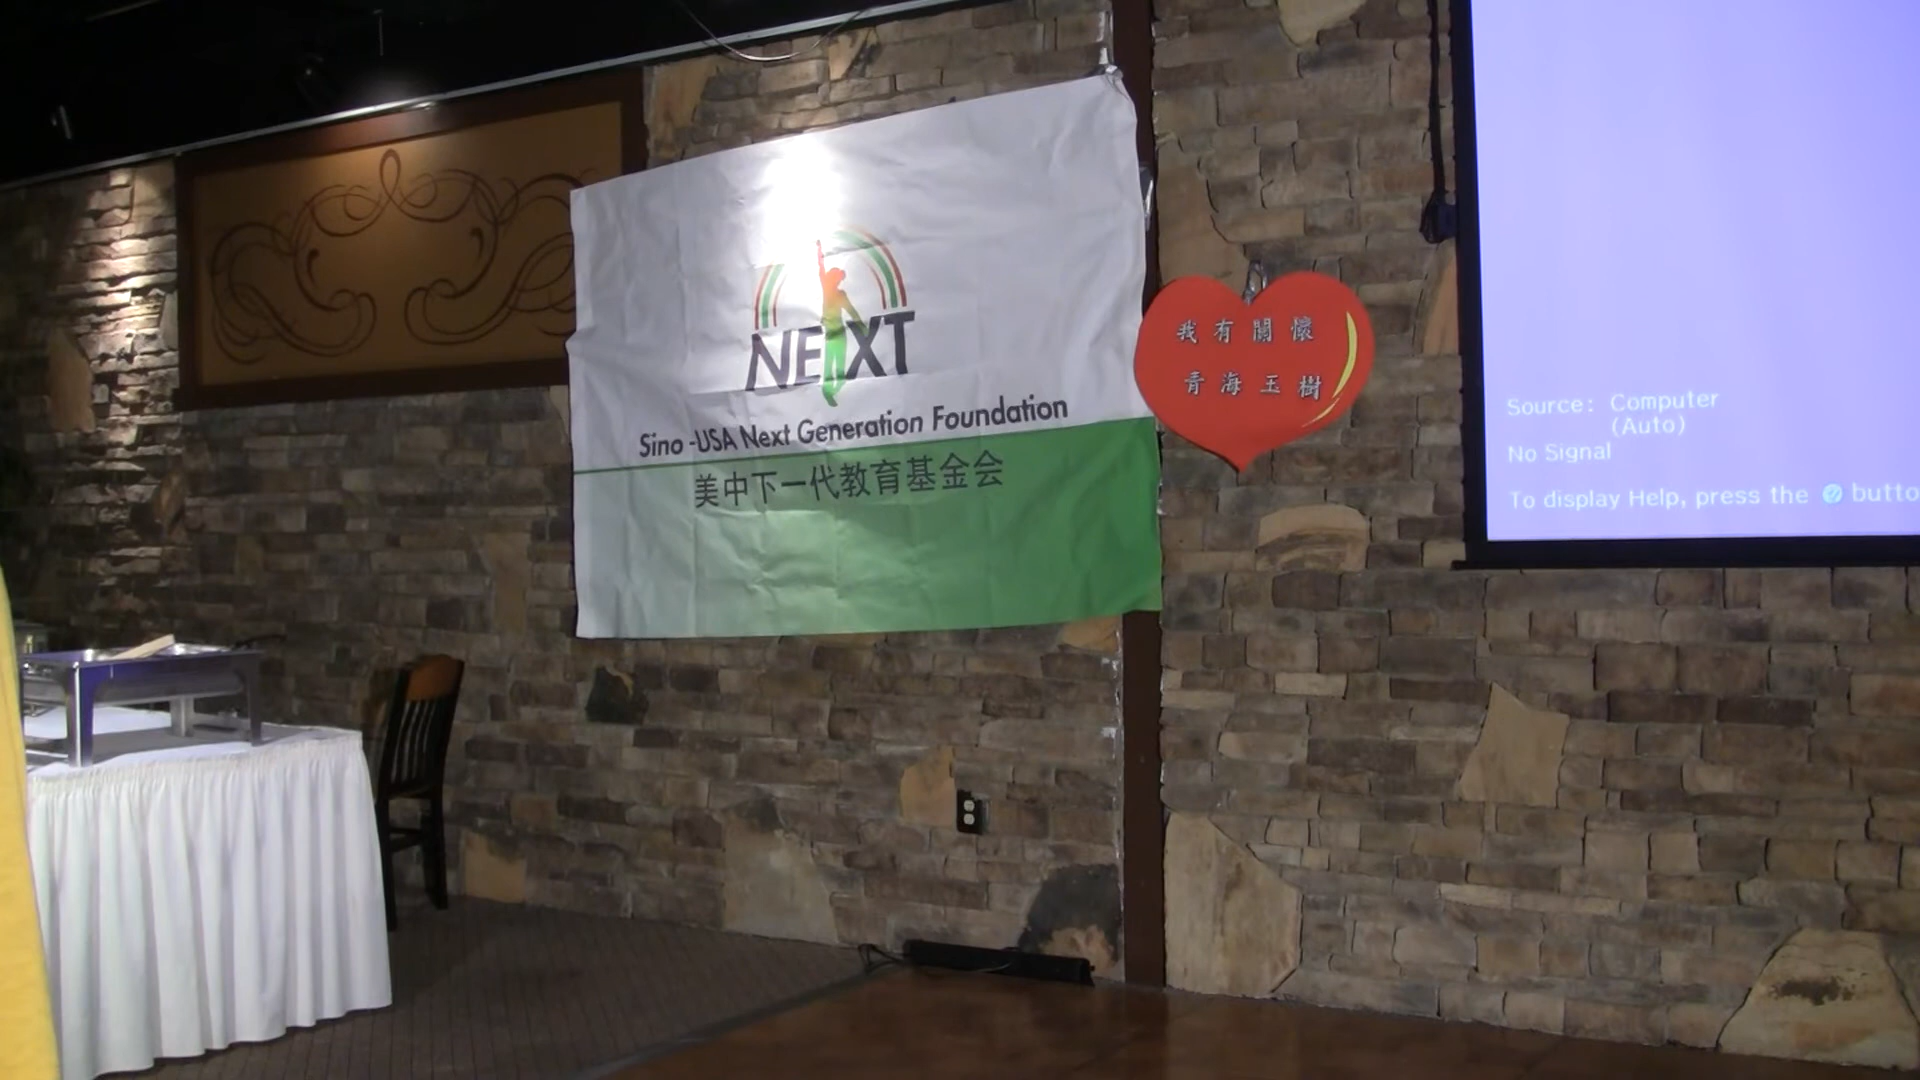 NEXT
Sino-USA Next Generation Foundation
美中下一代教育基金会
我有關懷
青海玉樹
Source: Computer
(Auto)
No Signal
To display Help, press the butto